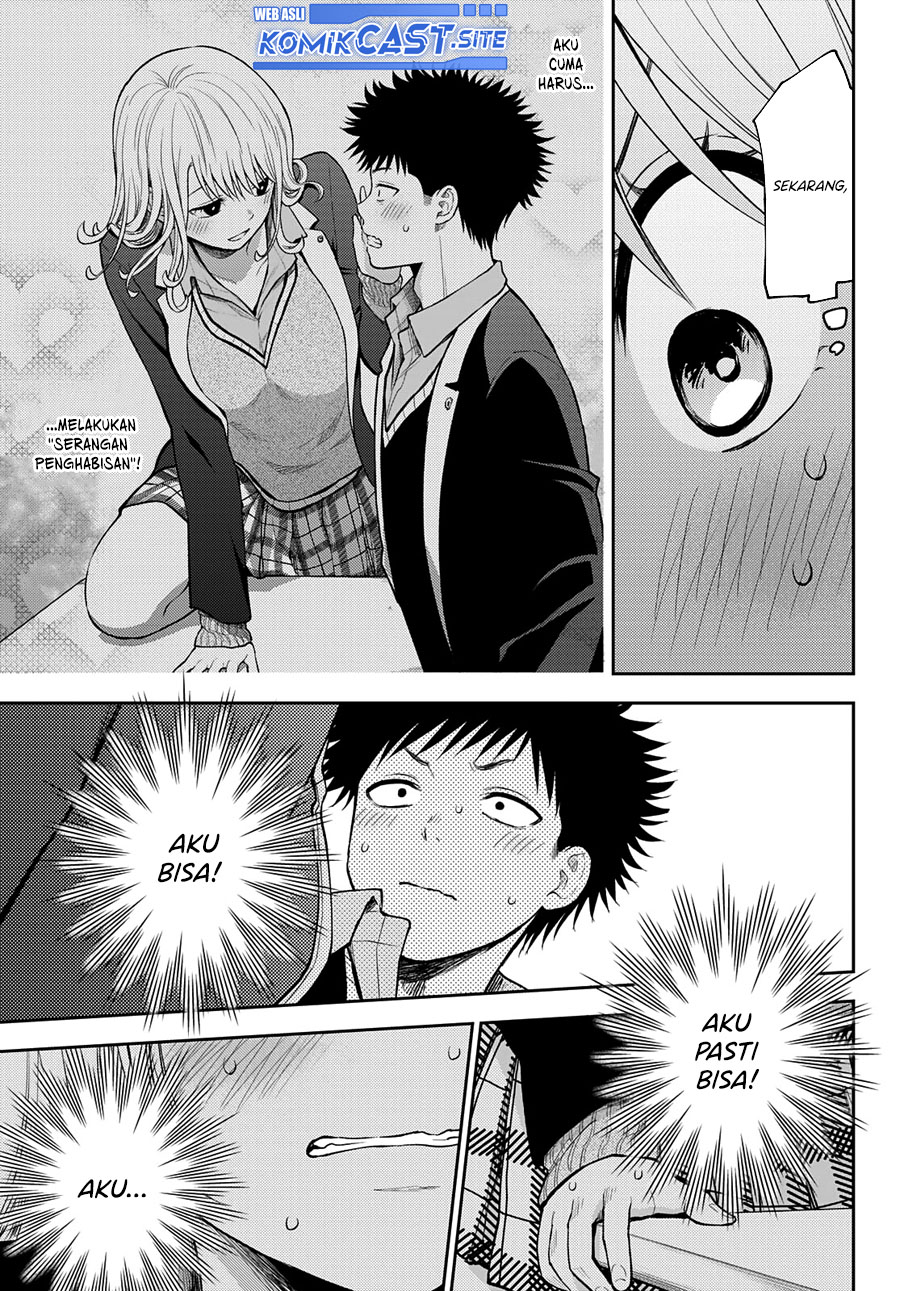 WEB ASLI
KOMIKCAST.SITE
SEKARANG,
AKU
CUMA
HARUS...
...MELAKUKAN
"SERANGAN
PENGHABISAN"!
AKU
BISA!
AKU
PASTI
BISA!
AKU...